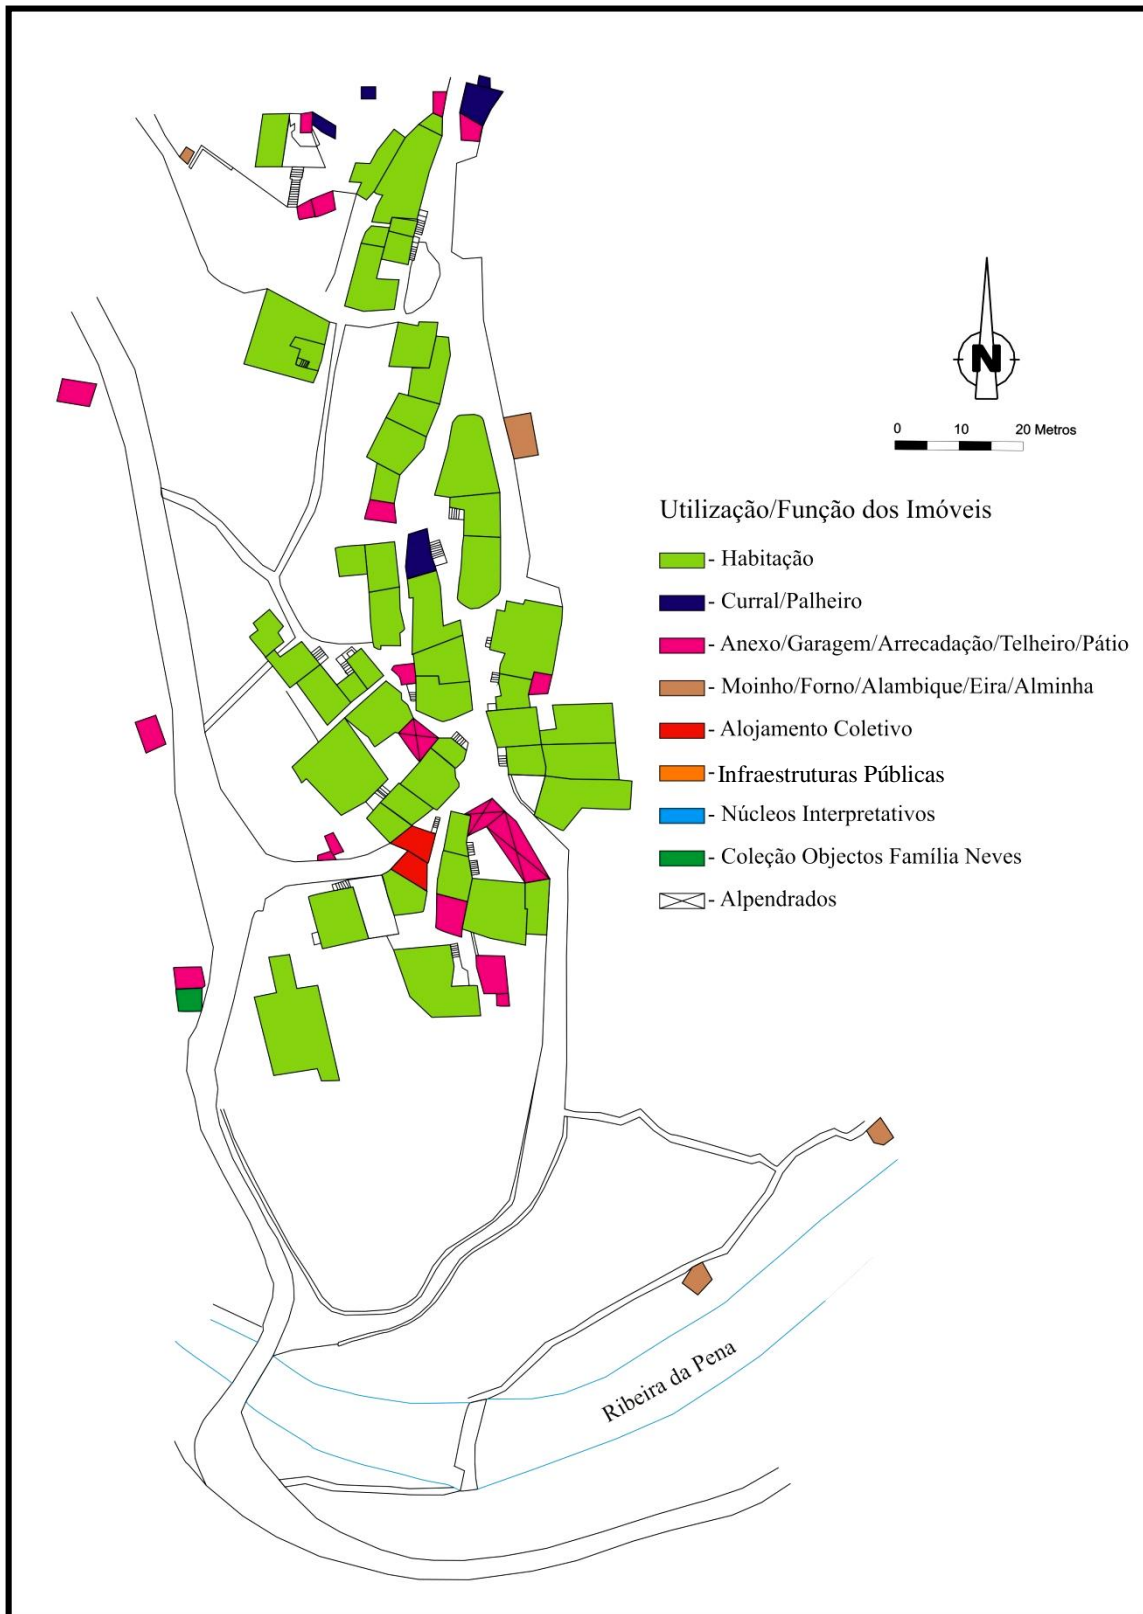 N
0 10 20 Metros
Utilização/Função dos Imóveis
- Habitação
- Curral/Palheiro
- Anexo/Garagem/Arrecadação/Telheiro/Pátio
- Moinho/Forno/Alambique/Eira/Alminha
- Alojamento Coletivo
- Infraestruturas Públicas
- Núcleos Interpretativos
- Coleção Objectos Família Neves
- Alpendrados
Ribeira da Pena